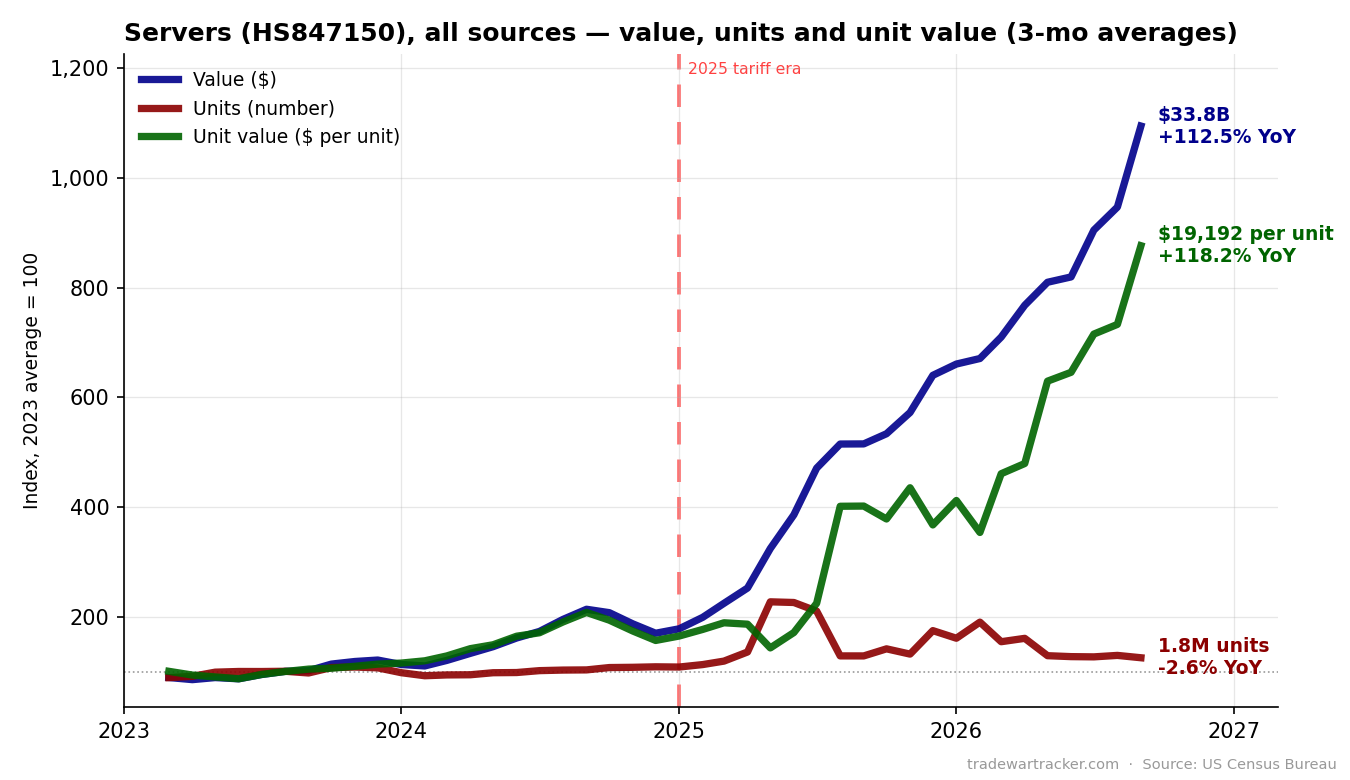 Servers (HS847150), all sources — value, units and unit value (3-mo averages)
Value ($)
Units (number)
Unit value ($ per unit)
2025 tariff era
$33.8B
+112.5% YoY
$19,192 per unit
+118.2% YoY
1.8M units
-2.6% YoY
Index, 2023 average = 100
1,200
1,000
800
600
400
200
2023
2024
2025
2026
2027
tradewartracker.com · Source: US Census Bureau